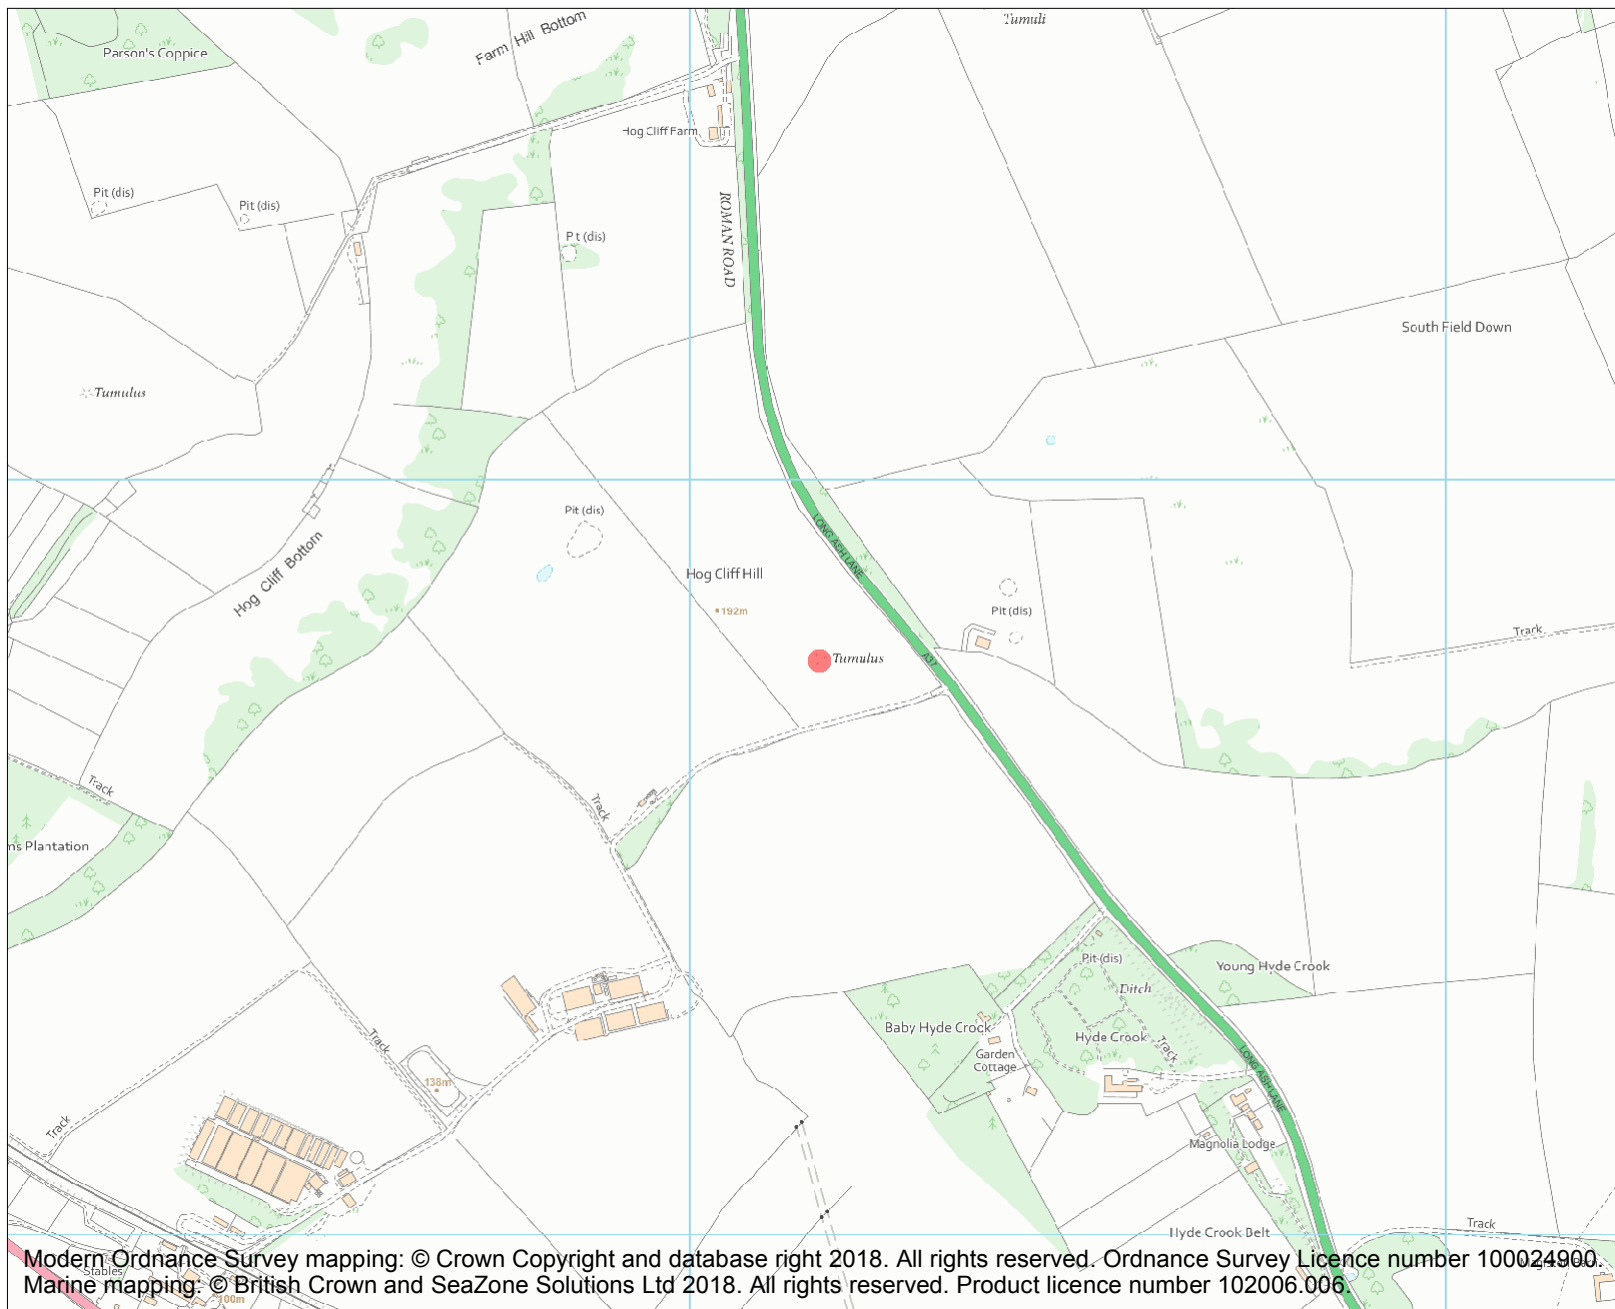 Tumuli
Parson's Coppice
Farm Hill Bottom
Hog Cliff Farm
Pit (dis)
Pit (dis)
ROMAN ROAD
Pit (dis)
South Field Down
Tumulus
Pit (dis)
LONG ASH LANE
Hog Cliff Bottom
Hog Cliff Hill
192m
Pit (dis)
Track
Tumulus
A37
Track
Track
ms Plantation
Pit (dis)
Young Hyde Crook
Ditch
Baby Hyde Crook
Hyde Crook
Track
Track
Garden
Cottage
LONG ASH LANE
138m
Track
Magnolia Lodge
Hyde Crook Belt
Track
Modern Ordnance Survey mapping: © Crown Copyright and database right 2018. All rights reserved. Ordnance Survey Licence number 100024900.
Stables
Marine mapping: © British Crown and SeaZone Solutions Ltd 2018. All rights reserved. Product licence number 102006.006.
100m